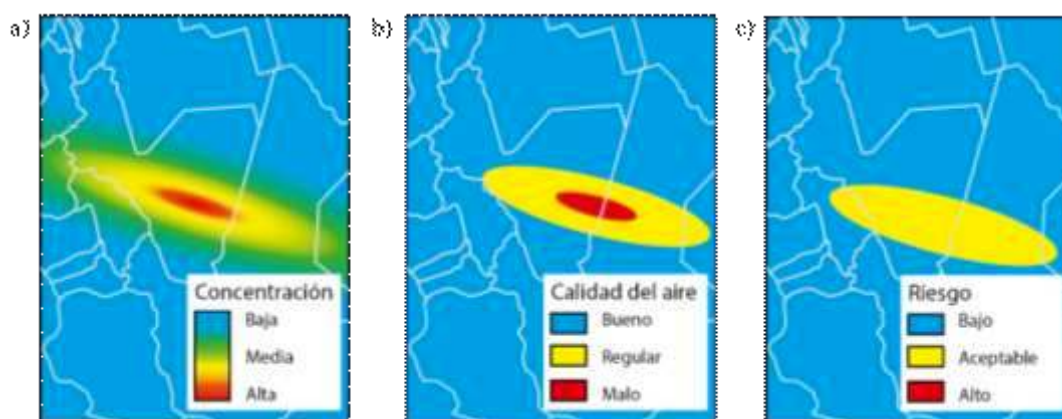 a)
Concentración
Baja
Media
Alta
b)
Calidad del aire
Bueno
Regular
Malo
c)
Riesgo
Bajo
Aceptable
Alto